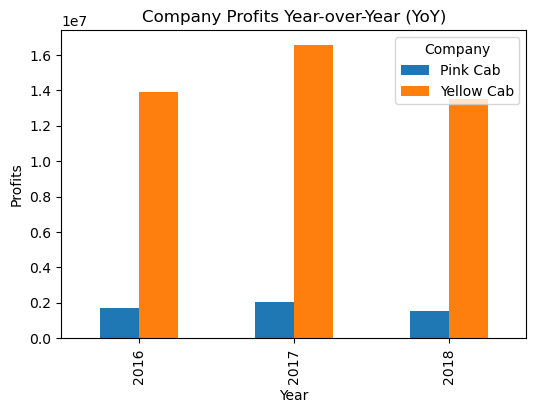 Company Profits Year-over-Year (YoY)
1e7
Company
Pink Cab
Yellow Cab
1.6
1.4
1.2
1.0
0.8
0.6
0.4
0.2
0.0
Profits
2016
2017
2018
Year